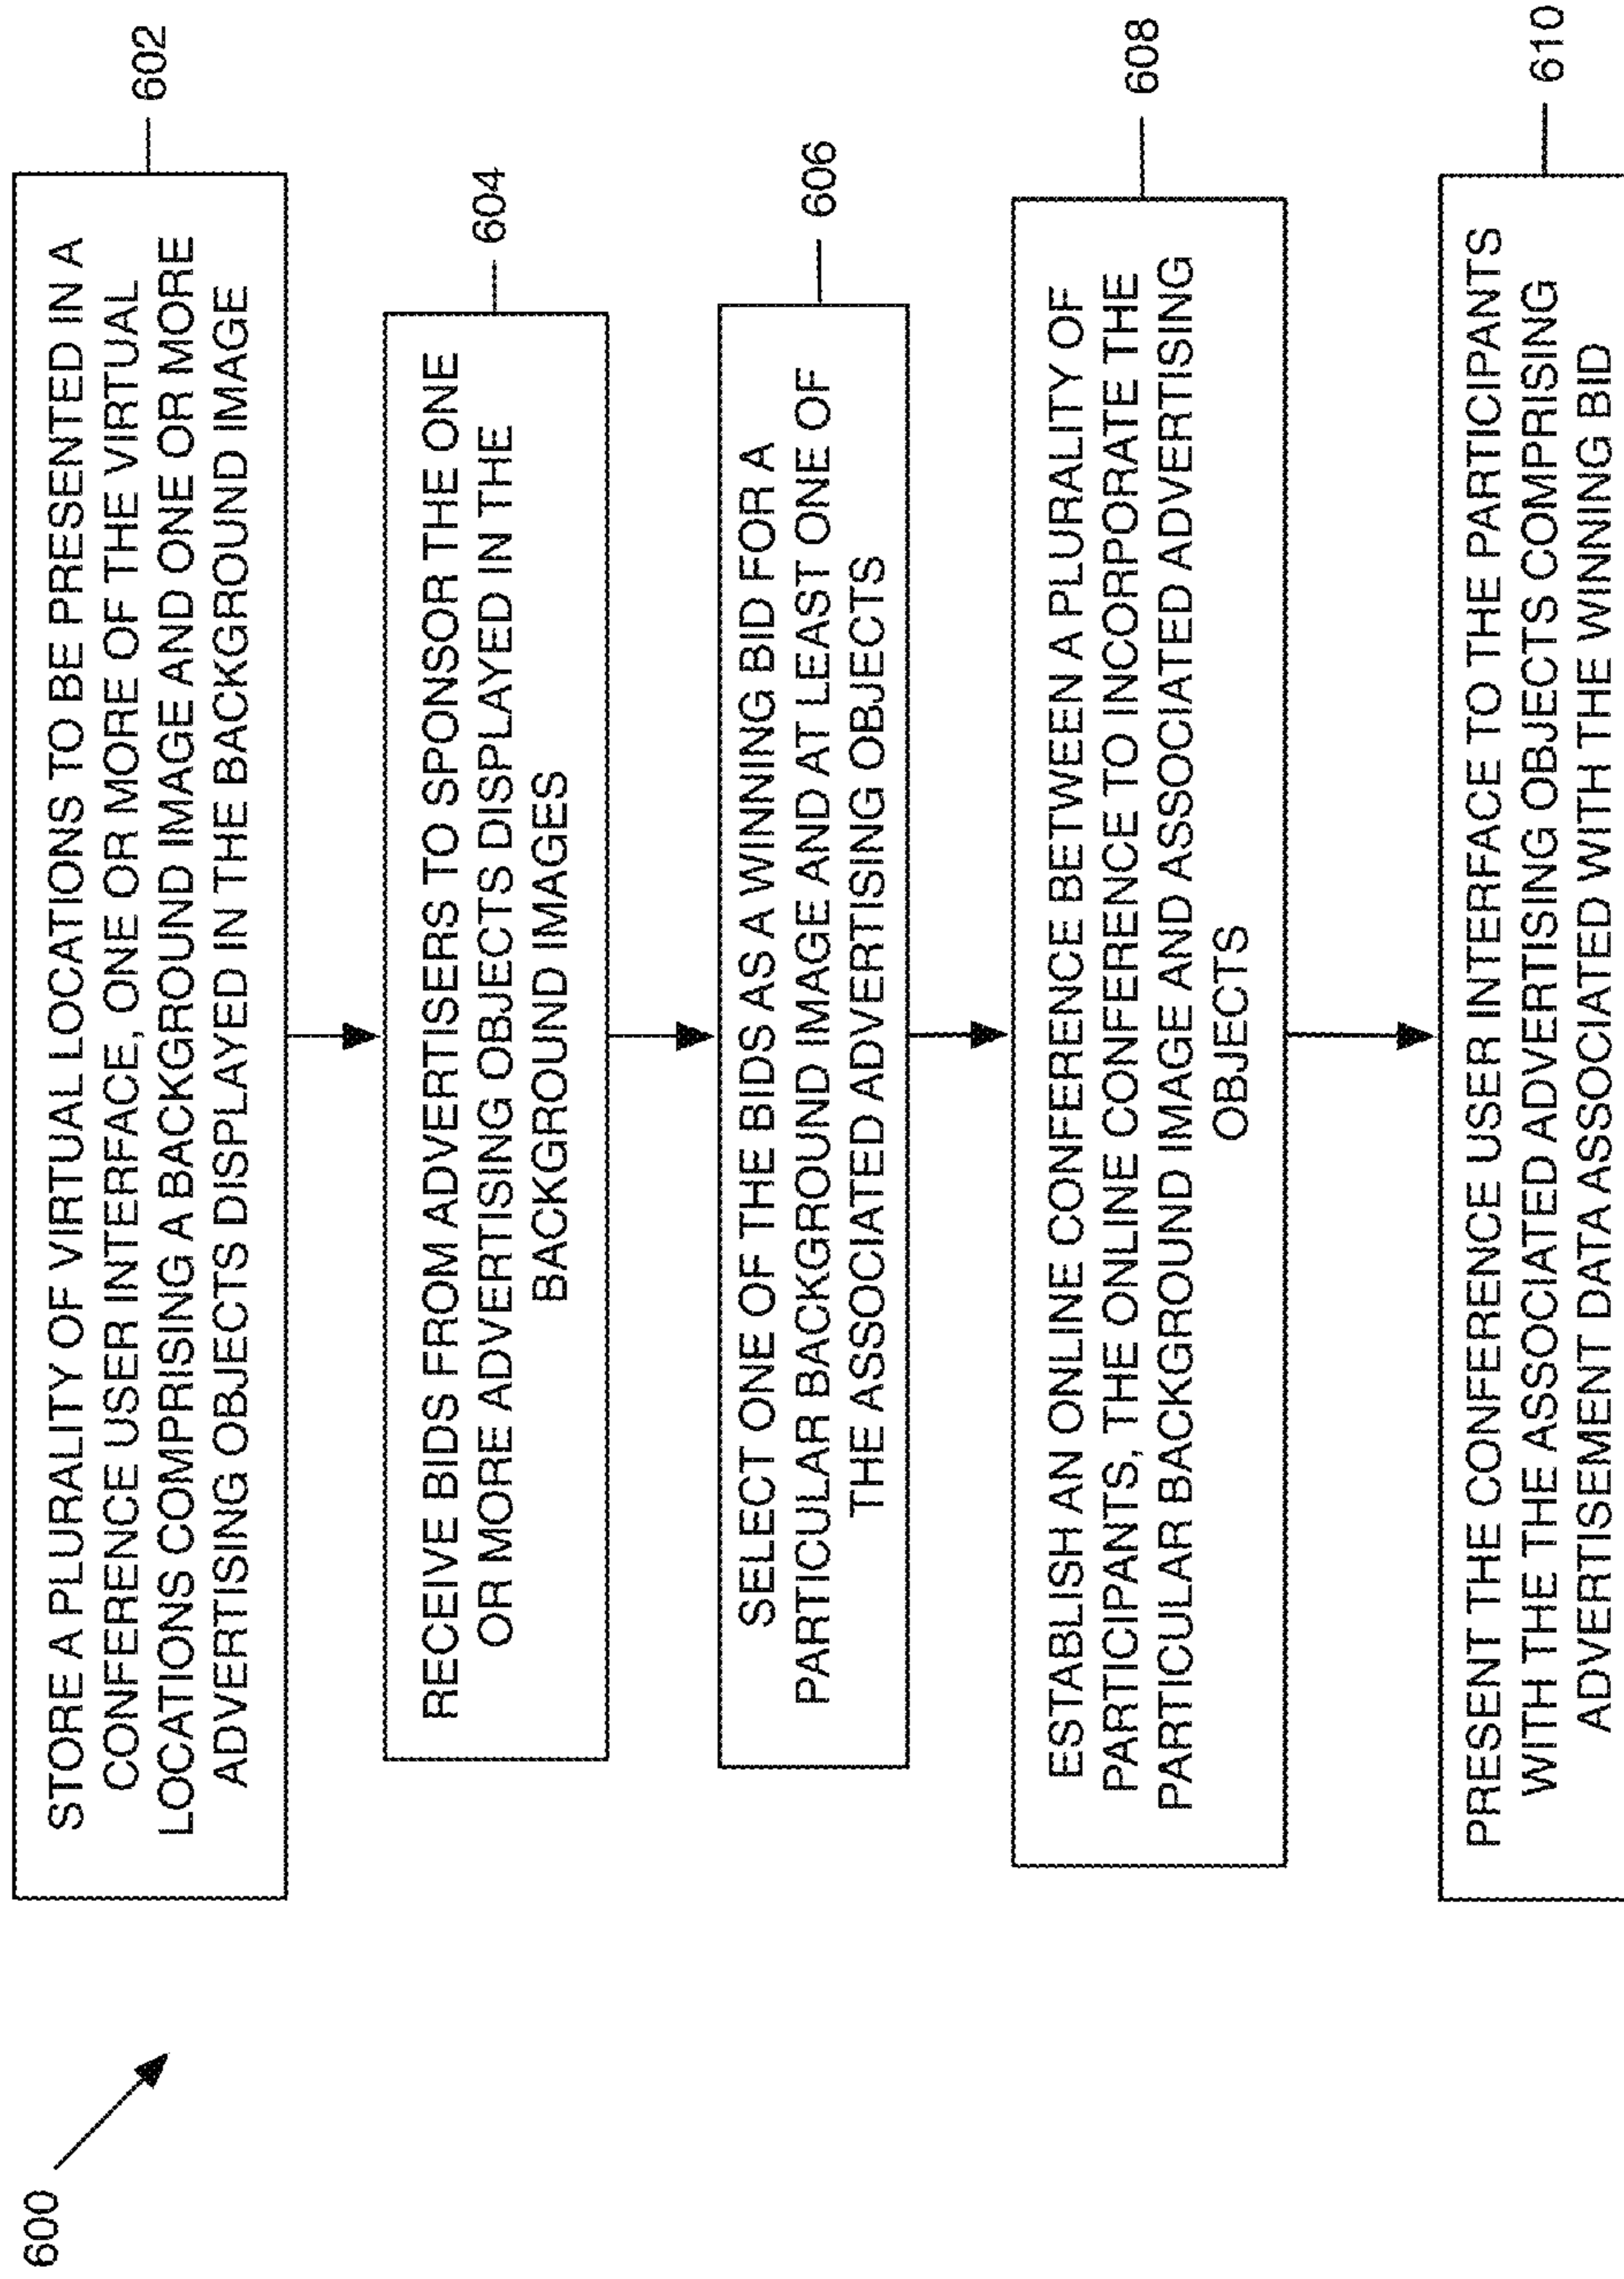 600
STORE A PLURALITY OF VIRTUAL LOCATIONS TO BE PRESENTED IN A
CONFERENCE USER INTERFACE, ONE OR MORE OF THE VIRTUAL
LOCATIONS COMPRISING A BACKGROUND IMAGE AND ONE OR MORE
ADVERTISING OBJECTS DISPLAYED IN THE BACKGROUND IMAGE
602
RECEIVE BIDS FROM ADVERTISERS TO SPONSOR THE ONE
OR MORE ADVERTISING OBJECTS DISPLAYED IN THE
BACKGROUND IMAGES
604
SELECT ONE OF THE BIDS AS A WINNING BID FOR A
PARTICULAR BACKGROUND IMAGE AND AT LEAST ONE OF
THE ASSOCIATED ADVERTISING OBJECTS
606
ESTABLISH AN ONLINE CONFERENCE BETWEEN A PLURALITY OF
PARTICIPANTS, THE ONLINE CONFERENCE TO INCORPORATE THE
PARTICULAR BACKGROUND IMAGE AND ASSOCIATED ADVERTISING
OBJECTS
608
PRESENT THE CONFERENCE USER INTERFACE TO THE PARTICIPANTS
WITH THE THE ASSOCIATED ADVERTISING OBJECTS COMPRISING
ADVERTISEMENT DATA ASSOCIATED WITH THE WINNING BID
610